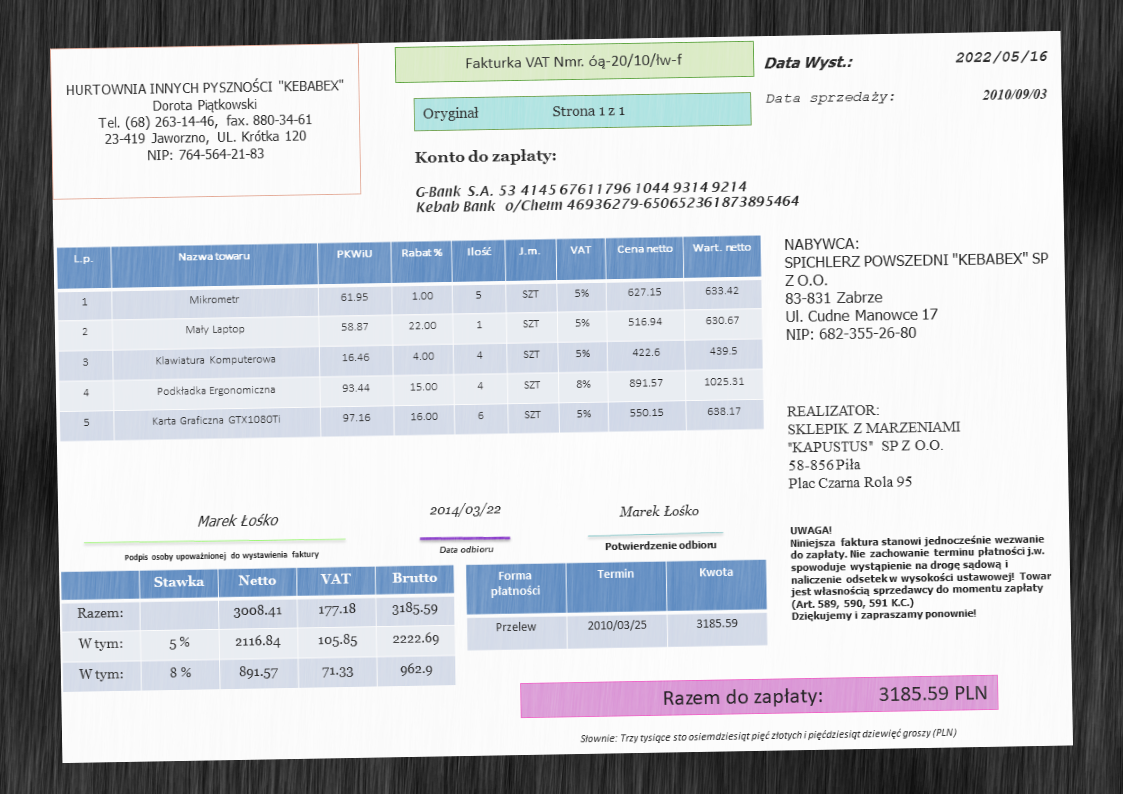 HURTOWNIA INNYCH PYSZNOŚCI "KEBABEX"
Dorota Piątkowski
Tel. (68) 263-14-46, fax. 880-34-61
23-419 Jaworzno, UL. Krótka 120
NIP: 764-564-21-83
Fakturka VAT Nmr. óą-20/10/łw-f
Oryginał Strona 1 z 1
Data Wyst.: 2022/05/16
Data sprzedaży: 2010/09/03
Konto do zapłaty:
G-Bank S.A. 53 4145 67611796 1044 9314 9214
Kebab Bank o/Chełm 46936279-650652361873895464
L.p. Nazwa towaru PKWiU Rabat % Ilość J.m. VAT Cena netto Wart. netto
1 Mikrometr 61.95 1.00 5 SZT 5% 627.15 633.42
2 Mały Laptop 58.87 22.00 1 SZT 5% 516.94 630.67
3 Klawiatura Komputerowa 16.46 4.00 4 SZT 5% 422.6 439.5
4 Podkładka Ergonomiczna 93.44 15.00 4 SZT 8% 891.57 1025.31
5 Karta Graficzna GTX1080Ti 97.16 16.00 6 SZT 5% 550.15 638.17
NABYWCA:
SPICHLERZ POWSZEDNI "KEBABEX" SP
Z O.O.
83-831 Zabrze
Ul. Cudne Manowce 17
NIP: 682-355-26-80
REALIZATOR:
SKLEPIK Z MARZENIAMI
"KAPUSTUS" SP Z O.O.
58-856 Piła
Plac Czarna Rola 95
Marek Łośko
Podpis osoby upoważnionej do wystawienia faktury
2014/03/22
Data odbioru
Marek Łośko
Potwierdzenie odbioru
UWAGA!
Niniejsza faktura stanowi jednocześnie wezwanie
do zapłaty. Nie zachowanie terminu płatności j.w.
spowoduje wystąpienie na drogę sądową i
naliczenie odsetek w wysokości ustawowej! Towar
jest własnością sprzedawcy do momentu zapłaty
(Art. 589, 590, 591 K.C.)
Dziękujemy i zapraszamy ponownie!
Stawka Netto VAT Brutto
Razem: 3008.41 177.18 3185.59
W tym: 5 % 2116.84 105.85 2222.69
W tym: 8 % 891.57 71.33 962.9
Forma Termin Kwota
płatności
Przelew 2010/03/25 3185.59
Razem do zapłaty: 3185.59 PLN
Słownie: Trzy tysiące sto osiemdziesiąt pięć złotych i pięćdziesiąt dziewięć groszy (PLN)